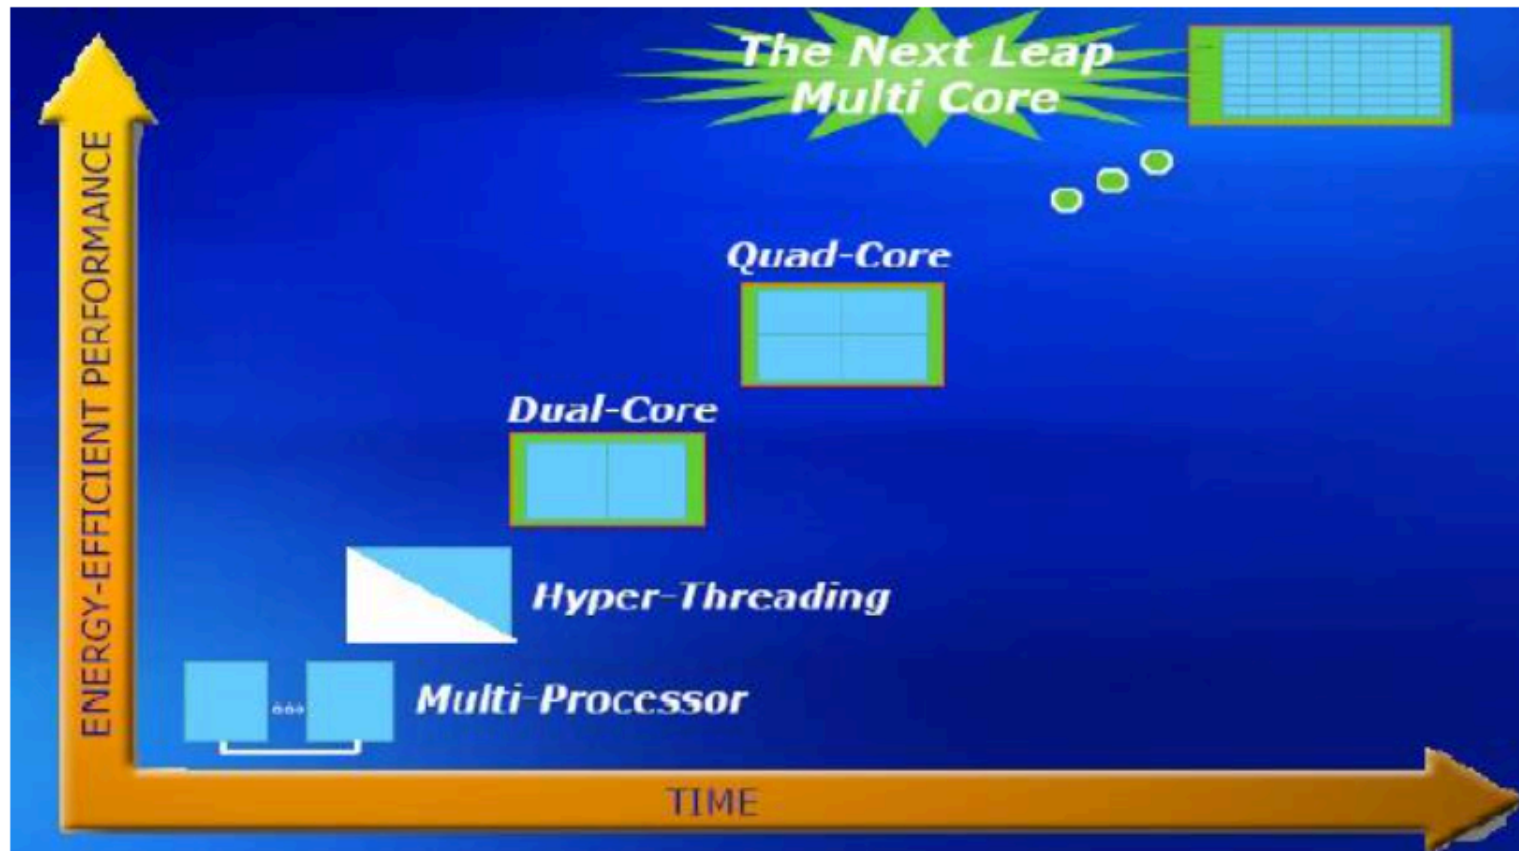 The Next Leap
Multi Core
Quad-Core
Dual-Core
Hyper-Threading
Multi-Processor
ENERGY-EFFICIENT PERFORMANCE
TIME